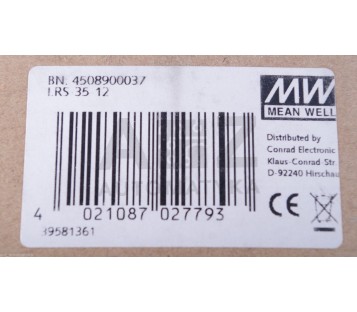 BN: 4508900037
LRS 35 12
MW
MEAN WELL
Distributed by
Conrad Electronic
Klaus-Conrad Str
D-92240 Hirschau
4 021087 027793
CE
39581361